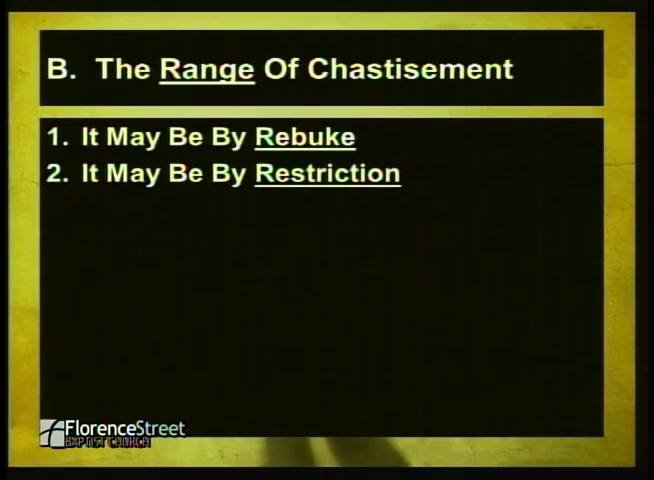 B. The Range Of Chastisement
1. It May Be By Rebuke
2. It May Be By Restriction
FlorenceStreet
BAPTIST CHURCH